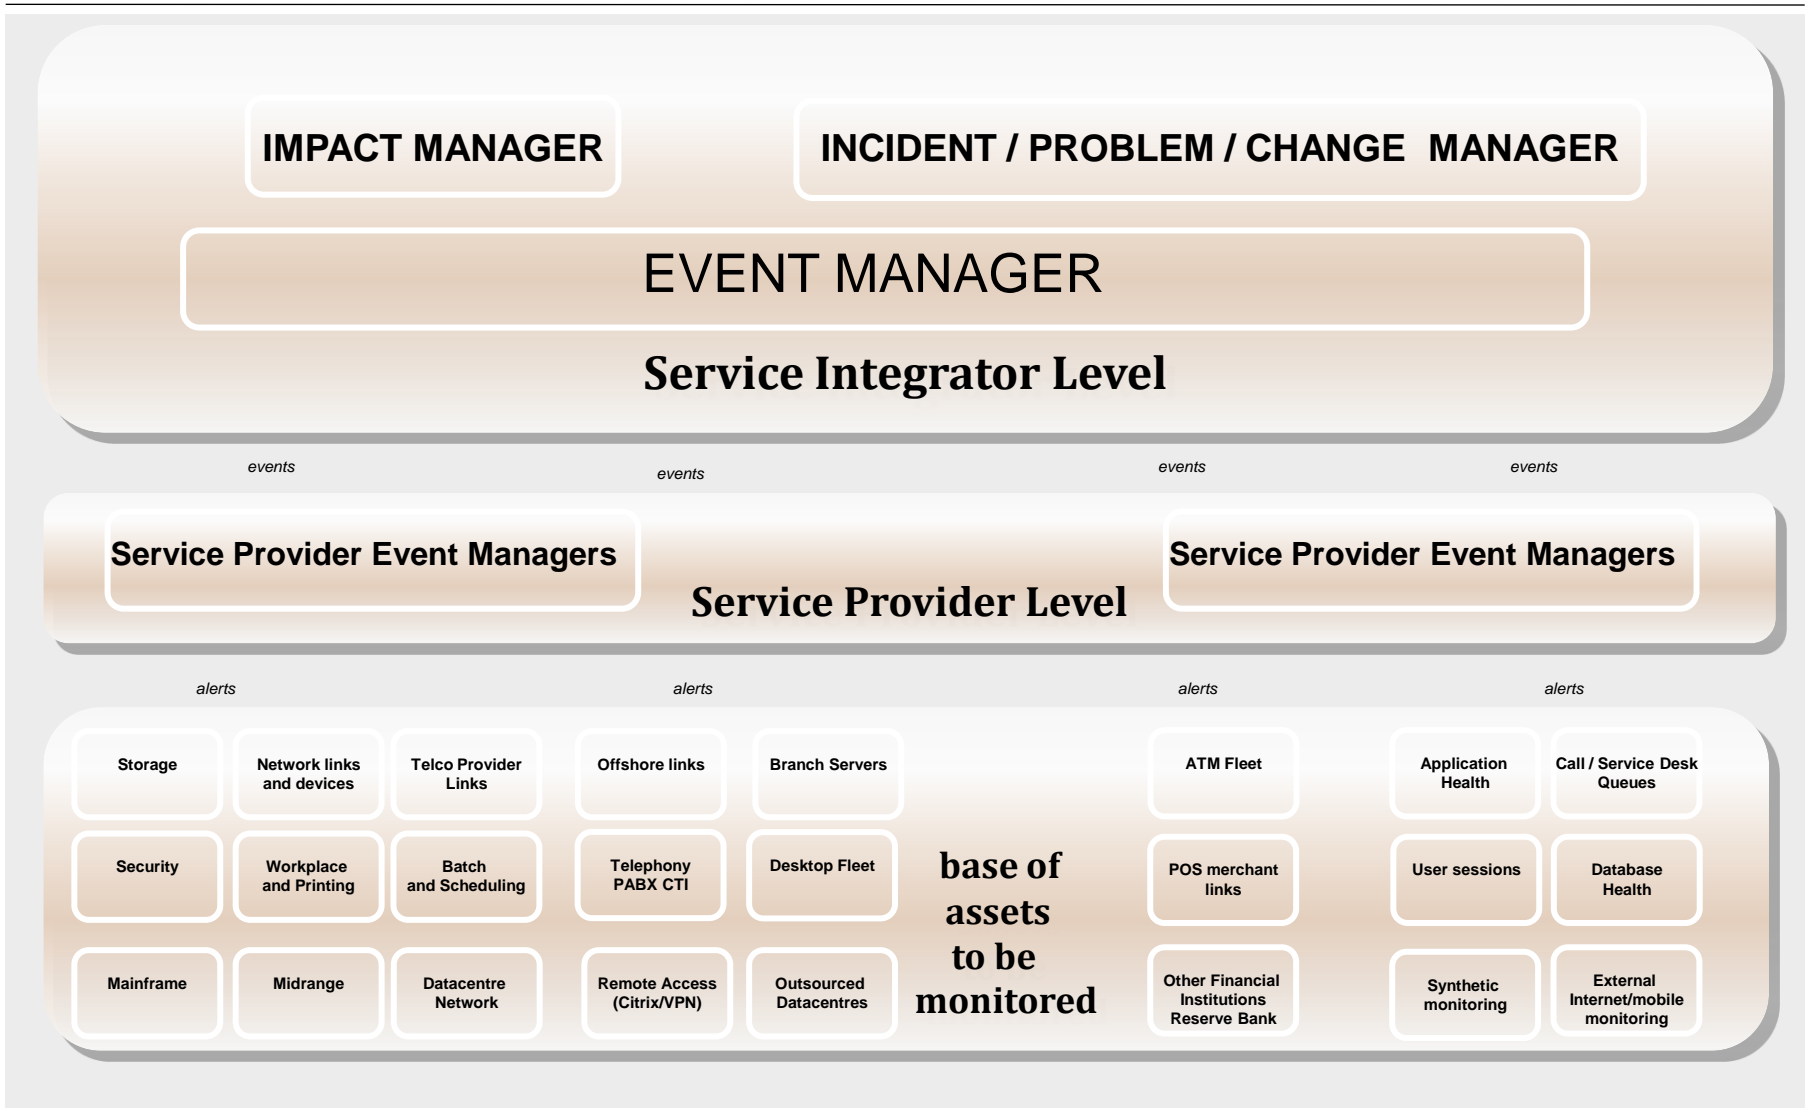 IMPACT MANAGER
INCIDENT / PROBLEM / CHANGE MANAGER
EVENT MANAGER
Service Integrator Level
events
events
events
events
Service Provider Event Managers
Service Provider Event Managers
Service Provider Level
alerts
alerts
alerts
alerts
Storage
Network links
and devices
Telco Provider
Links
Offshore links
Branch Servers
ATM Fleet
Application
Health
Call / Service Desk
Queues
Security
Workplace
and Printing
Batch
and Scheduling
Telephony
PABX CTI
Desktop Fleet
base of
assets
to be
monitored
POS merchant
links
User sessions
Database
Health
Mainframe
Midrange
Datacentre
Network
Remote Access
(Citrix/VPN)
Outsourced
Datacentres
Other Financial
Institutions
Reserve Bank
Synthetic
monitoring
External
Internet/mobile
monitoring